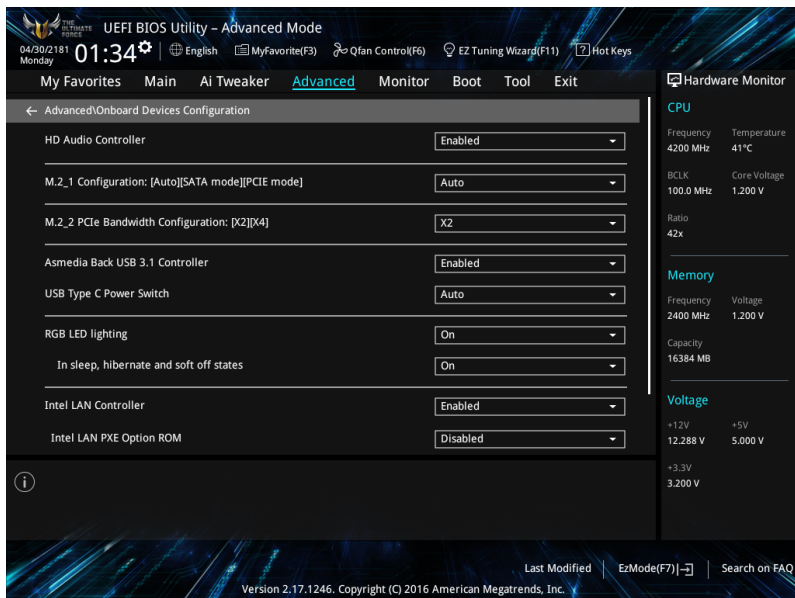 THE ULTIMATE FORCE
UEFI BIOS Utility – Advanced Mode
04/30/2181 Monday 01:34 English MyFavorite(F3) Qfan Control(F6) EZ Tuning Wizard(F11) ? Hot Keys
My Favorites Main Ai Tweaker Advanced Monitor Boot Tool Exit
Hardware Monitor
← Advanced\Onboard Devices Configuration
HD Audio Controller Enabled
M.2_1 Configuration: [Auto][SATA mode][PCIE mode] Auto
M.2_2 PCIe Bandwidth Configuration: [X2][X4] X2
Asmedia Back USB 3.1 Controller Enabled
USB Type C Power Switch Auto
RGB LED lighting On
In sleep, hibernate and soft off states On
Intel LAN Controller Enabled
Intel LAN PXE Option ROM Disabled
CPU
Frequency Temperature
4200 MHz 41°C
BCLK Core Voltage
100.0 MHz 1.200 V
Ratio
42x
Memory
Frequency Voltage
2400 MHz 1.200 V
Capacity
16384 MB
Voltage
+12V +5V
12.288 V 5.000 V
+3.3V
3.200 V
i
Last Modified EzMode(F7) Search on FAQ
Version 2.17.1246. Copyright (C) 2016 American Megatrends, Inc.